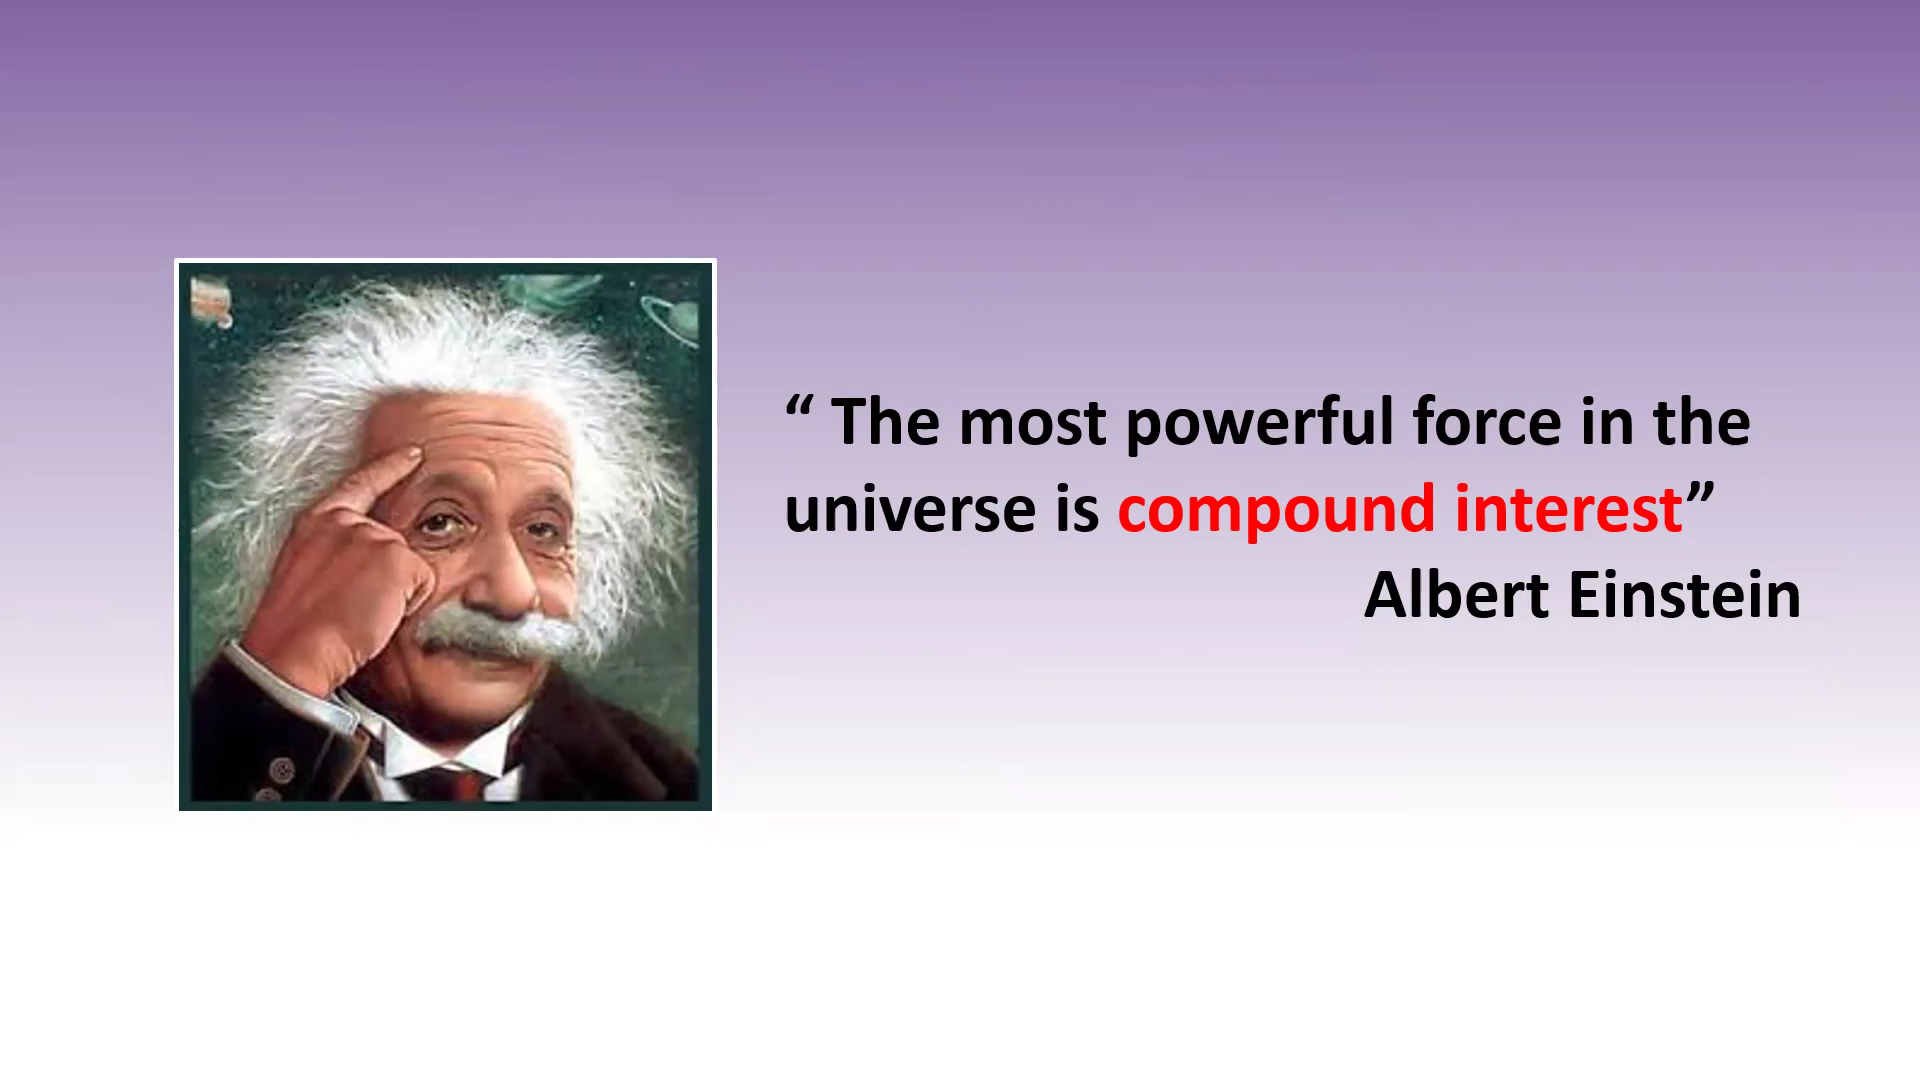 “ The most powerful force in the
universe is compound interest”
Albert Einstein